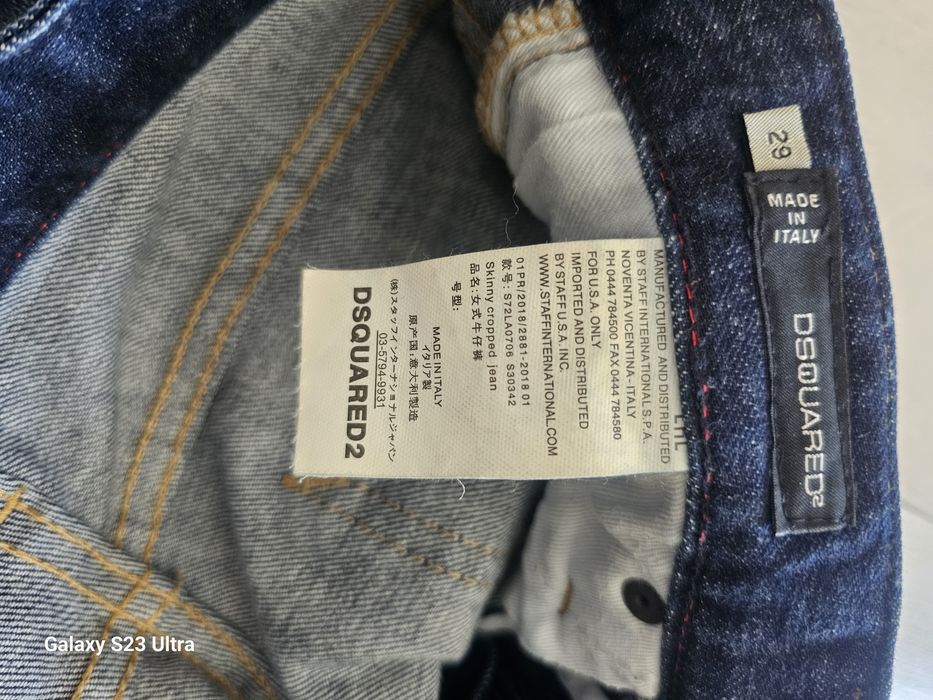 29
MADE
IN
ITALY
DSQUARED2
MANUFACTURED AND DISTRIBUTED
BY STAFF INTERNATIONAL S.P.A.
NOVENTA VICENTINA - ITALY
PH 0444 784500 FAX 0444 784580
FOR U.S.A. ONLY
IMPORTED AND DISTRIBUTED
BY STAFF U.S.A. INC.
WWW.STAFFINTERNATIONAL.COM
01PR/2018/2881-2018 01
款号: S72LA0706 S30342
Skinny cropped jean
品名:女式牛仔裤
号型:
MADE IN ITALY
イタリア製
原产国:意大利製造
(株)スタッフインターナショナルジャパン
03-5794-9931
DSQUARED2
Galaxy S23 Ultra